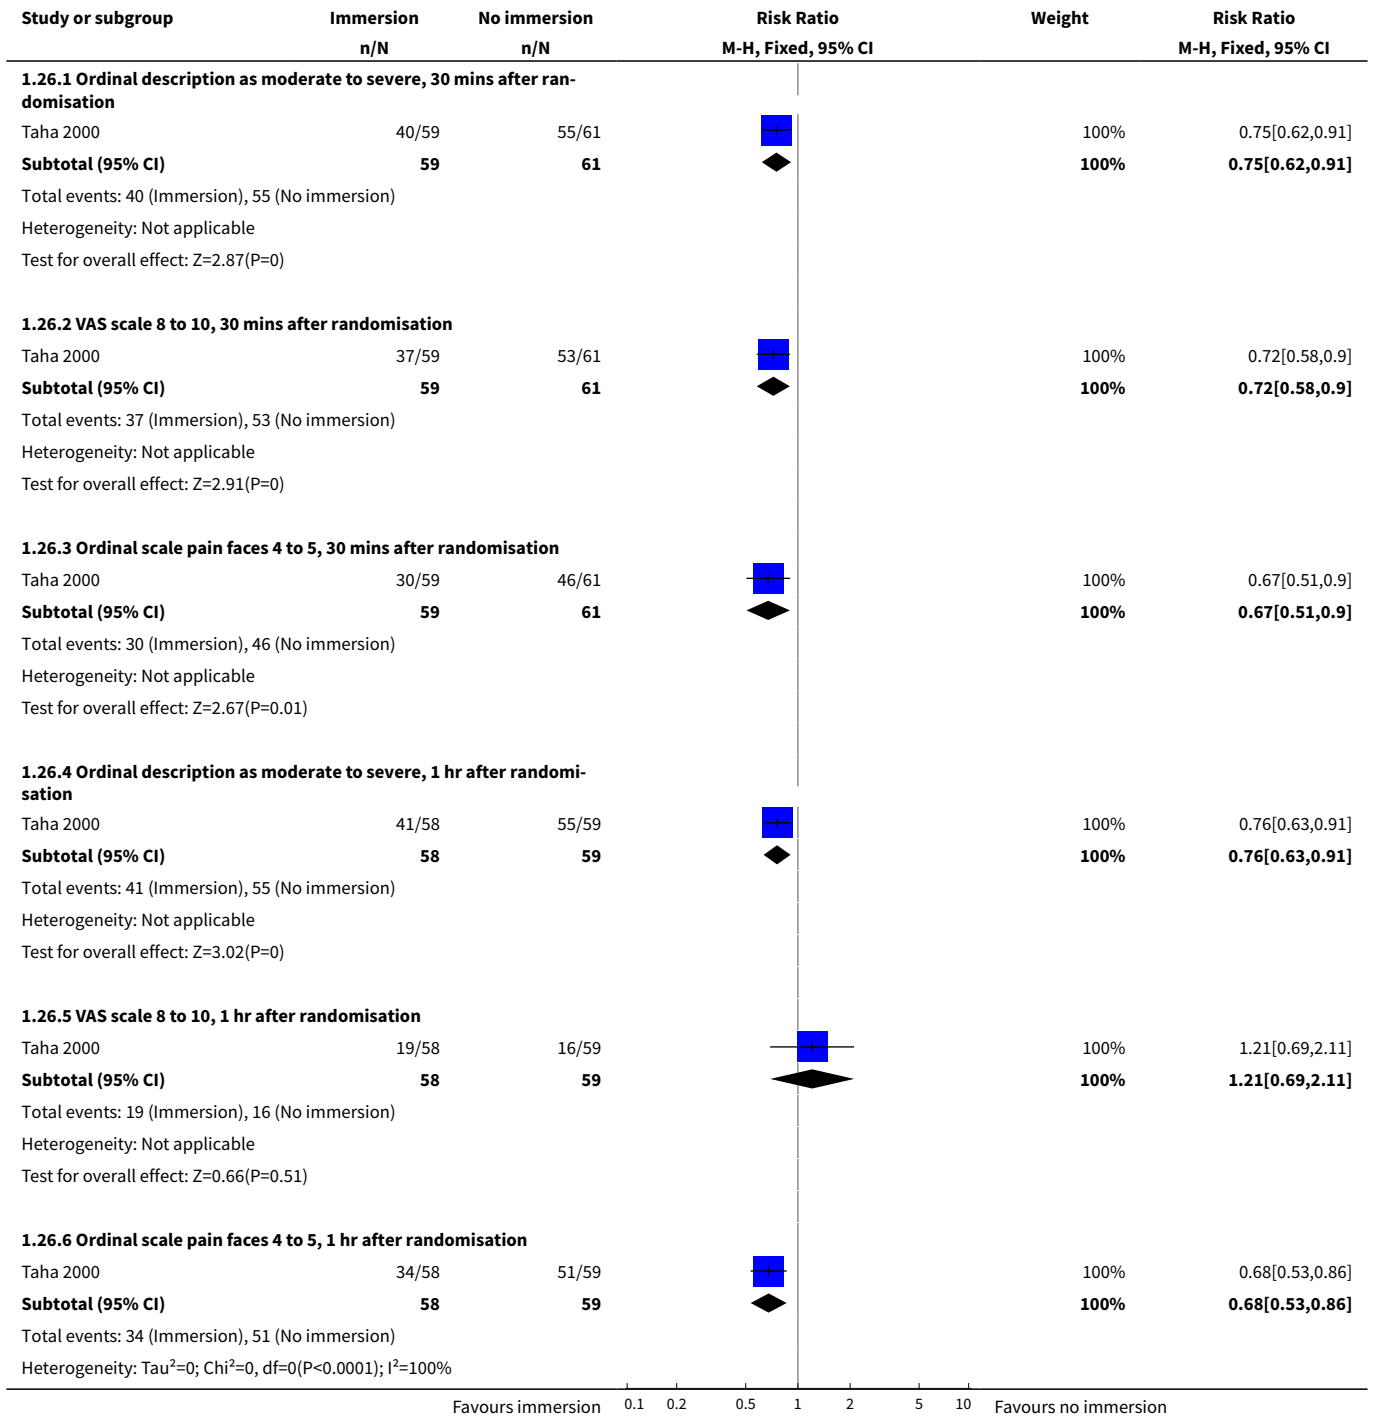 Study or subgroup Immersion No immersion Risk Ratio Weight Risk Ratio
n/N n/N M-H, Fixed, 95% CI M-H, Fixed, 95% CI
1.26.1 Ordinal description as moderate to severe, 30 mins after ran-
domisation
Taha 2000 40/59 55/61 100% 0.75[0.62,0.91]
Subtotal (95% CI) 59 61 100% 0.75[0.62,0.91]
Total events: 40 (Immersion), 55 (No immersion)
Heterogeneity: Not applicable
Test for overall effect: Z=2.87(P=0)
1.26.2 VAS scale 8 to 10, 30 mins after randomisation
Taha 2000 37/59 53/61 100% 0.72[0.58,0.9]
Subtotal (95% CI) 59 61 100% 0.72[0.58,0.9]
Total events: 37 (Immersion), 53 (No immersion)
Heterogeneity: Not applicable
Test for overall effect: Z=2.91(P=0)
1.26.3 Ordinal scale pain faces 4 to 5, 30 mins after randomisation
Taha 2000 30/59 46/61 100% 0.67[0.51,0.9]
Subtotal (95% CI) 59 61 100% 0.67[0.51,0.9]
Total events: 30 (Immersion), 46 (No immersion)
Heterogeneity: Not applicable
Test for overall effect: Z=2.67(P=0.01)
1.26.4 Ordinal description as moderate to severe, 1 hr after randomi-
sation
Taha 2000 41/58 55/59 100% 0.76[0.63,0.91]
Subtotal (95% CI) 58 59 100% 0.76[0.63,0.91]
Total events: 41 (Immersion), 55 (No immersion)
Heterogeneity: Not applicable
Test for overall effect: Z=3.02(P=0)
1.26.5 VAS scale 8 to 10, 1 hr after randomisation
Taha 2000 19/58 16/59 100% 1.21[0.69,2.11]
Subtotal (95% CI) 58 59 100% 1.21[0.69,2.11]
Total events: 19 (Immersion), 16 (No immersion)
Heterogeneity: Not applicable
Test for overall effect: Z=0.66(P=0.51)
1.26.6 Ordinal scale pain faces 4 to 5, 1 hr after randomisation
Taha 2000 34/58 51/59 100% 0.68[0.53,0.86]
Subtotal (95% CI) 58 59 100% 0.68[0.53,0.86]
Total events: 34 (Immersion), 51 (No immersion)
Heterogeneity: Tau²=0; Chi²=0, df=0(P<0.0001); I²=100%
Favours immersion 0.1 0.2 0.5 1 2 5 10 Favours no immersion